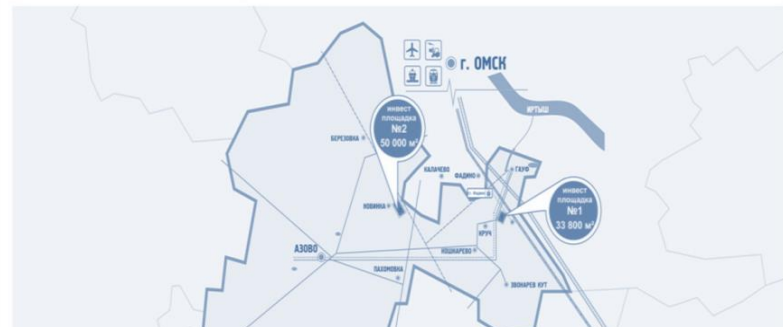 г. ОМСК
ИРТЫШ
инвест
площадка
№2
50 000 м²
БЕРЕЗОВКА
КАЛАЧЕВО
ФАДИНО
ГАУФ
НОВИНКА
инвест
площадка
№1
33 800 м²
КРУЧ
АЗОВО
КОШКАРЕВО
ПАХОМОВКА
ЗВОНАРЕВ КУТ